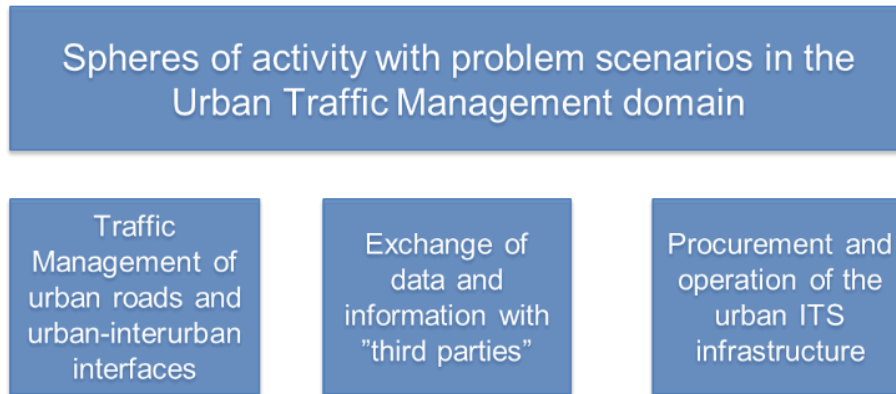 Spheres of activity with problem scenarios in the
Urban Traffic Management domain
Traffic
Management of
urban roads and
urban-interurban
interfaces
Exchange of
data and
information with
”third parties”
Procurement and
operation of the
urban ITS
infrastructure